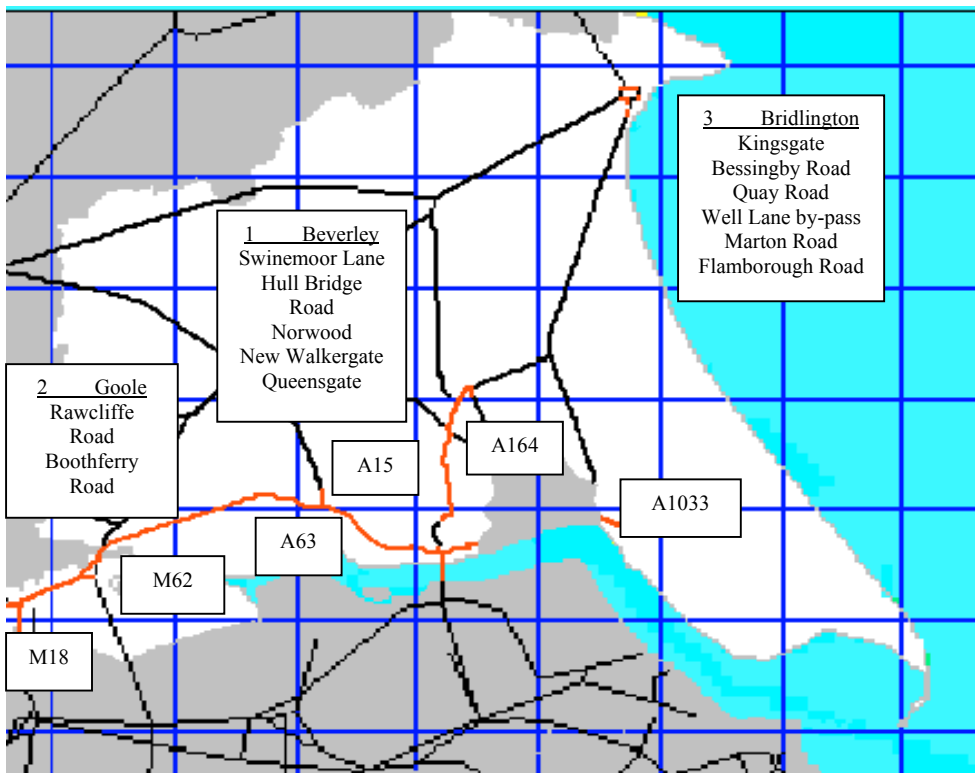 3 Bridlington
Kingsgate
Bessingby Road
Quay Road
Well Lane by-pass
Marton Road
Flamborough Road
1 Beverley
Swinemoor Lane
Hull Bridge
Road
Norwood
New Walkergate
Queensgate
2 Goole
Rawcliffe
Road
Boothferry
Road
A15
A164
A1033
A63
M62
M18